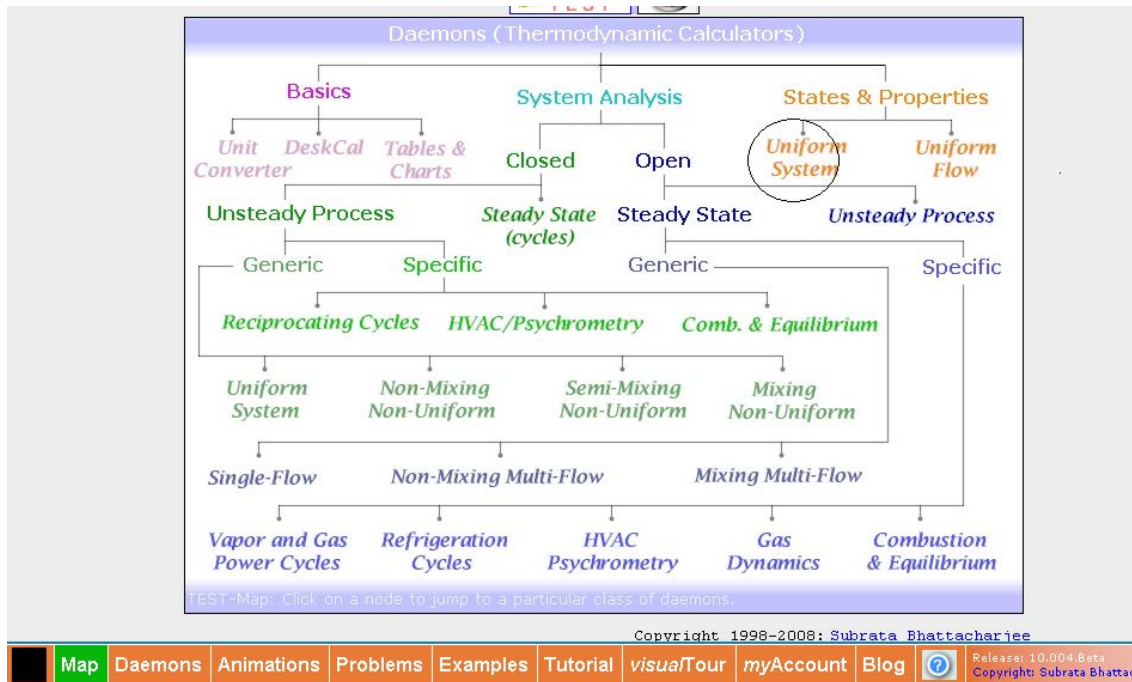 TEST
Daemons (Thermodynamic Calculators)
Basics
System Analysis
States & Properties
Unit
Converter
DeskCal
Tables &
Charts
Closed
Open
Uniform
System
Uniform
Flow
Unsteady Process
Steady State
(cycles)
Steady State
Unsteady Process
Generic
Specific
Generic
Specific
Reciprocating Cycles
HVAC/Psychrometry
Comb. & Equilibrium
Uniform
System
Non-Mixing
Non-Uniform
Semi-Mixing
Non-Uniform
Mixing
Non-Uniform
Single-Flow
Non-Mixing Multi-Flow
Mixing Multi-Flow
Vapor and Gas
Power Cycles
Refrigeration
Cycles
HVAC
Psychrometry
Gas
Dynamics
Combustion
& Equilibrium
TEST-Map: Click on a node to jump to a particular class of daemons.
Copyright 1998-2008: Subrata Bhattacharjee
Map Daemons Animations Problems Examples Tutorial visualTour myAccount Blog ?
Release: 10.004.Beta
Copyright: Subrata Bhattac